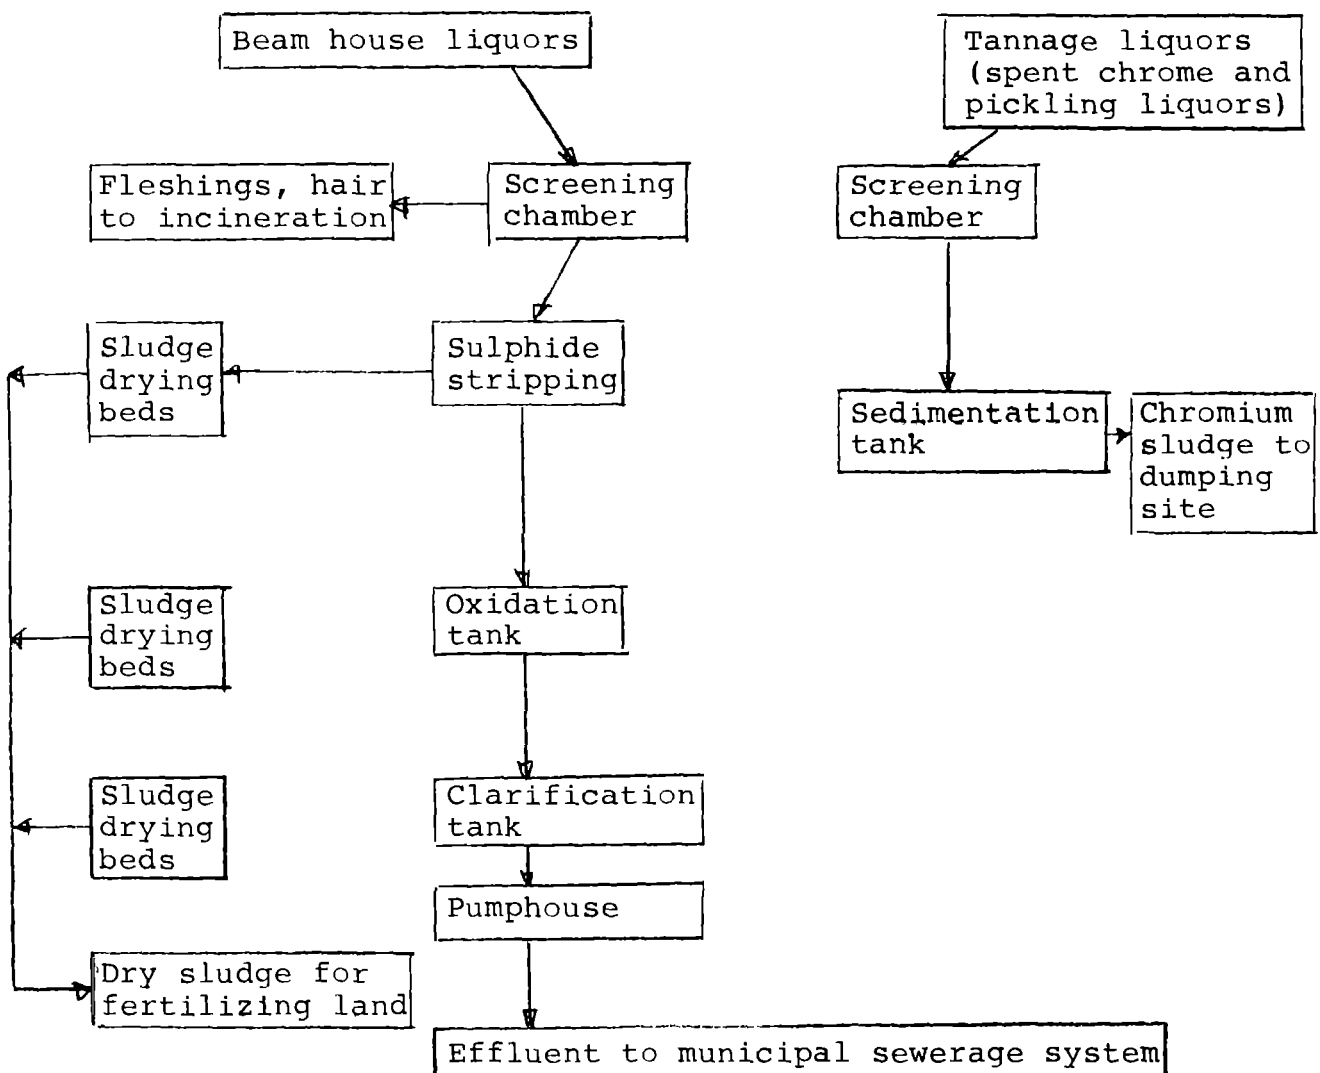 Beam house liquors
Tannage liquors
(spent chrome and
pickling liquors)
Fleshings, hair
to incineration
Screening
chamber
Screening
chamber
Sludge
drying
beds
Sulphide
stripping
Sedimentation
tank
Chromium
sludge to
dumping
site
Sludge
drying
beds
Oxidation
tank
Sludge
drying
beds
Clarification
tank
Pumphouse
Dry sludge for
fertilizing land
Effluent to municipal sewerage system